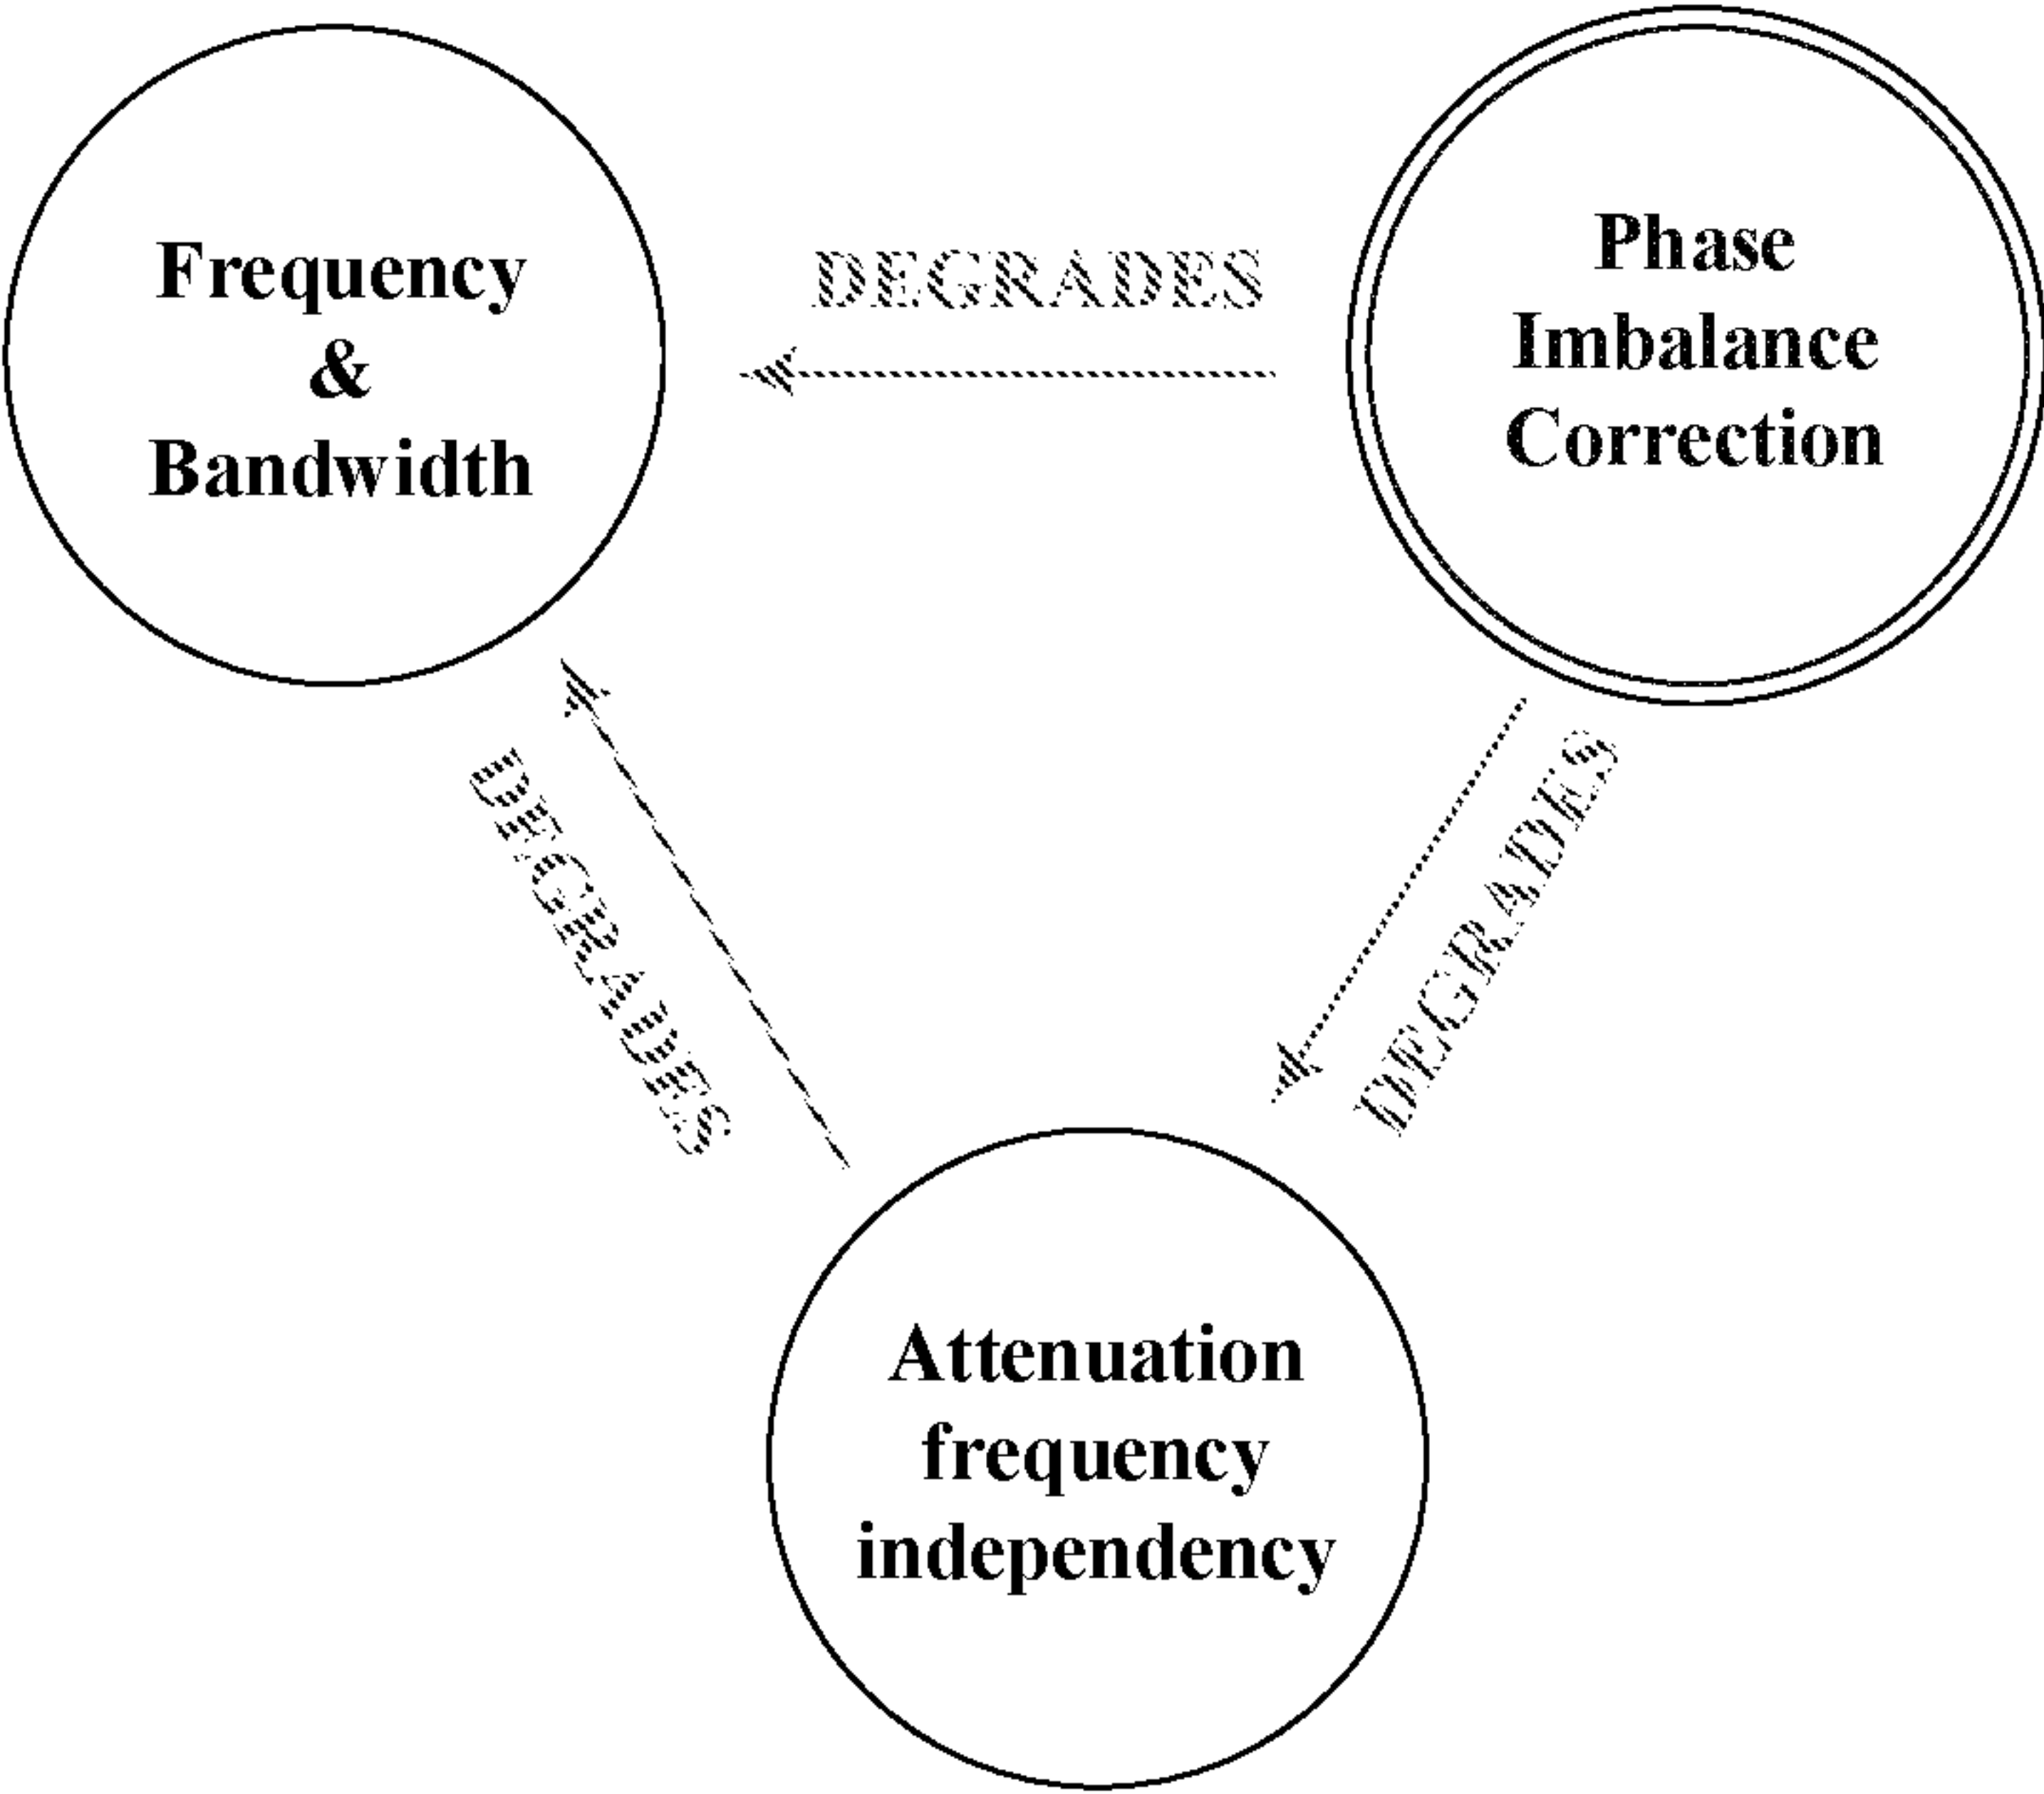 Frequency
&
Bandwidth
DEGRADES
Phase
Imbalance
Correction
DEGRADES
DEGRADES
Attenuation
frequency
independency